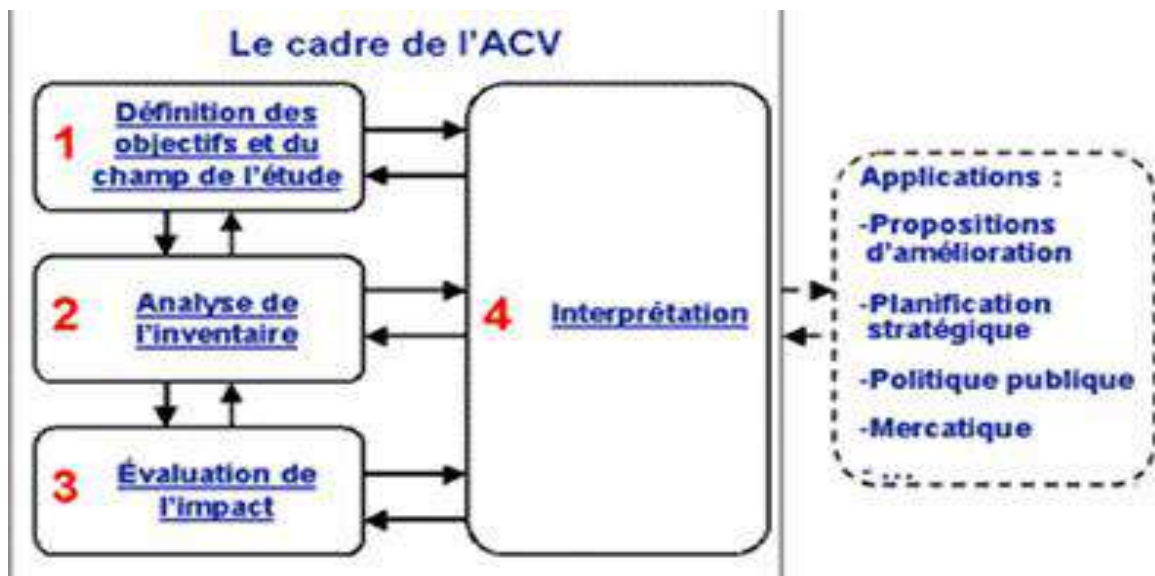 Le cadre de l'ACV
1
Définition des
objectifs et du
champ de l'étude
2
Analyse de
l'inventaire
3
Évaluation de
l'impact
4
Interprétation
Applications :
-Propositions
d'amélioration
-Planification
stratégique
-Politique publique
-Mercatique
- ...